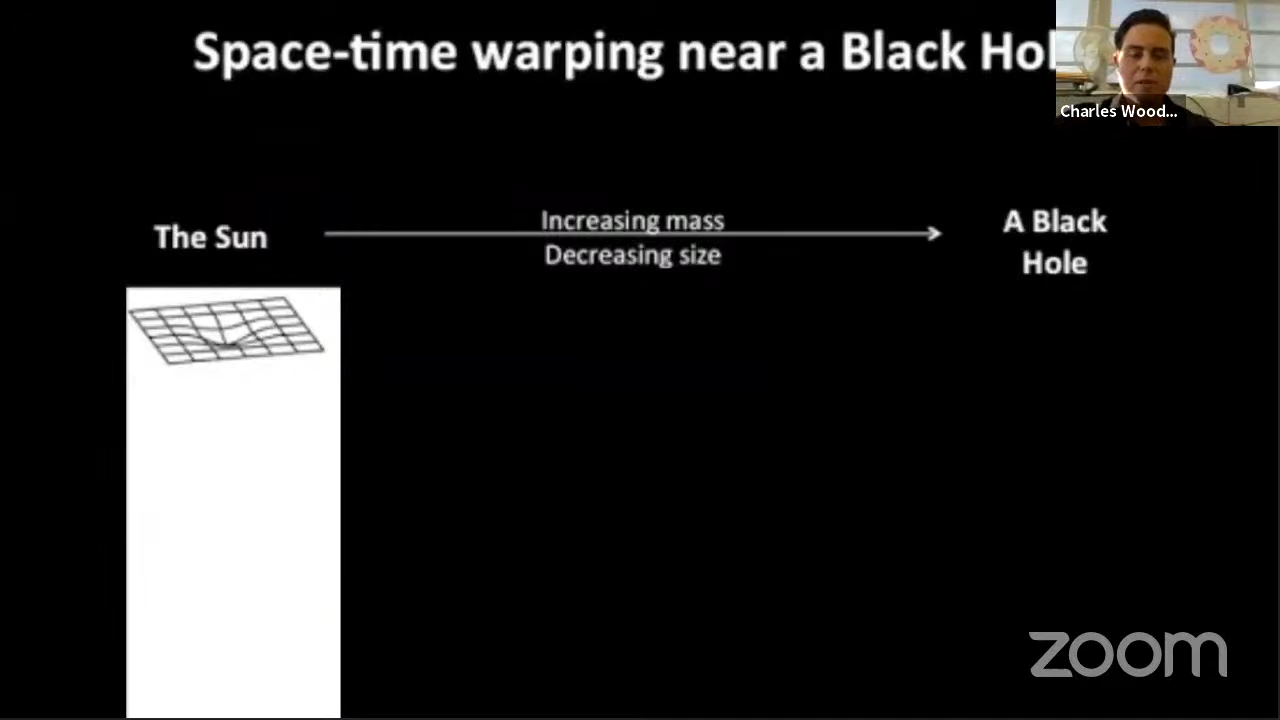 Space-time warping near a Black Hol
Charles Wood...
The Sun
Increasing mass
Decreasing size
A Black
Hole
zoom